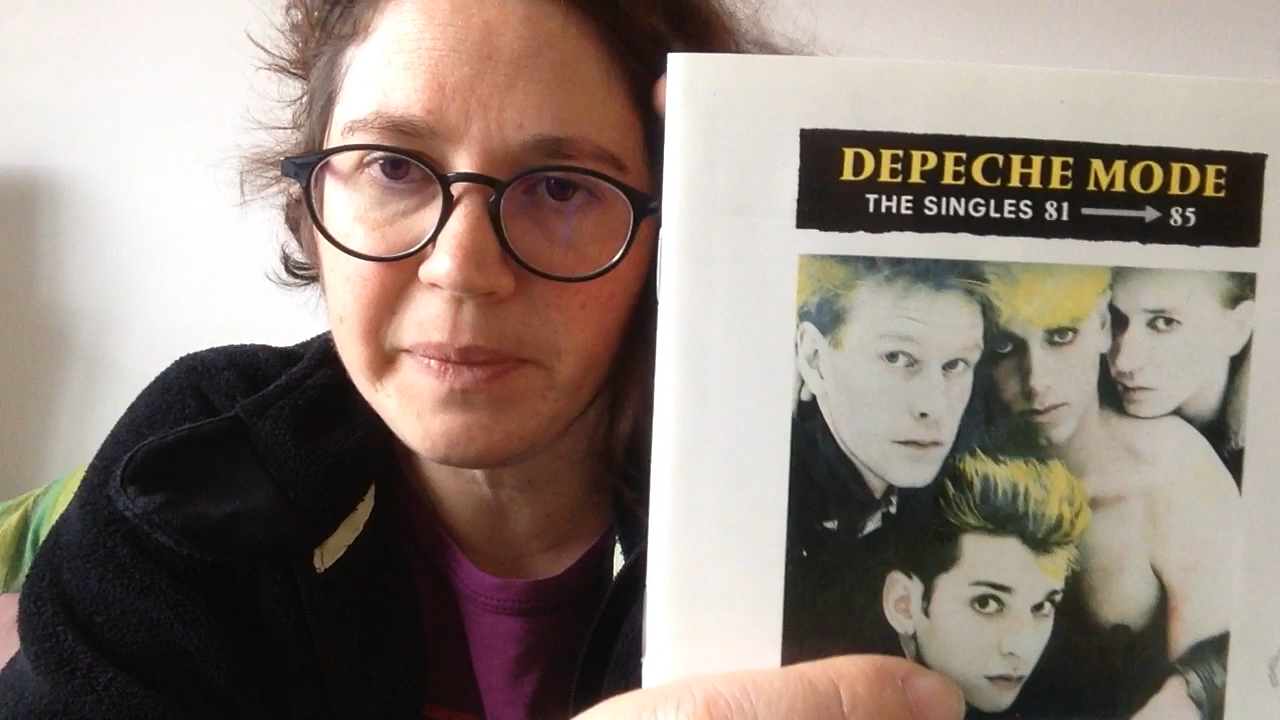 DEPECHE MODE
THE SINGLES 81 → 85